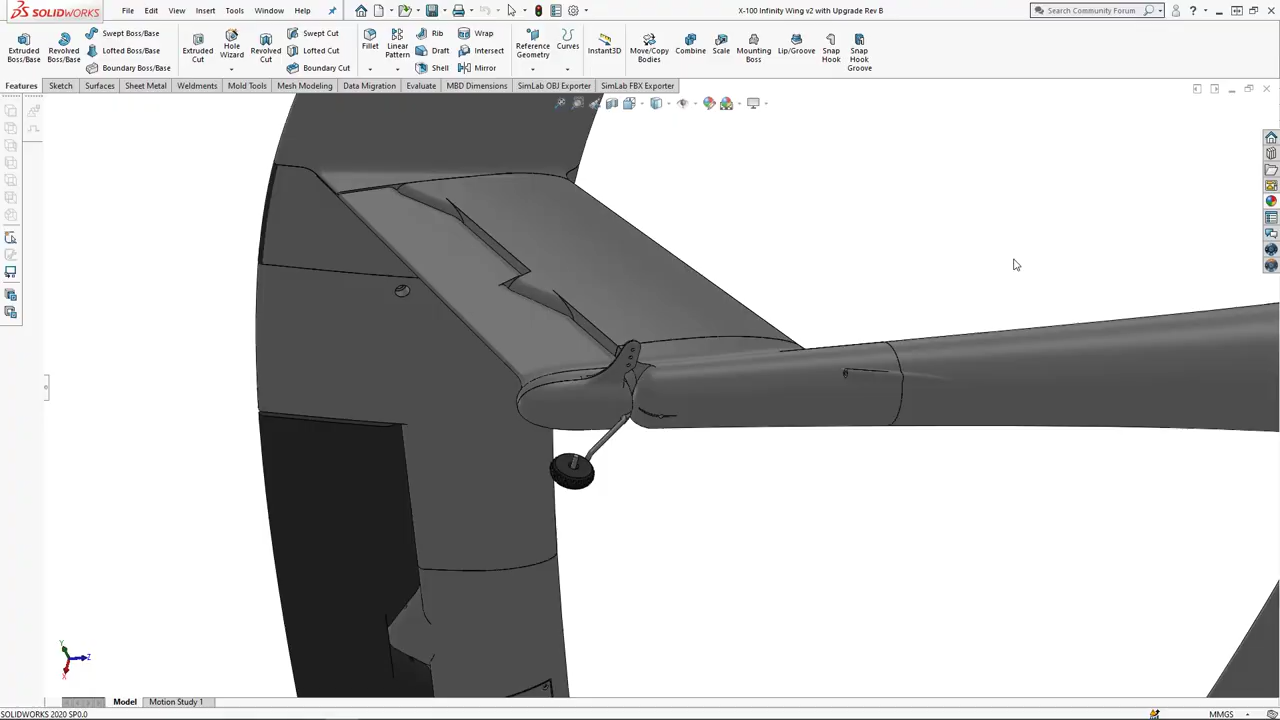 SOLIDWORKS File Edit View Insert Tools Window Help X-100 Infinity Wing v2 with Upgrade Rev B Search Community Forum
Extruded Boss/Base
Revolved Boss/Base
Swept Boss/Base
Lofted Boss/Base
Boundary Boss/Base
Extruded Cut
Hole Wizard
Revolved Cut
Swept Cut
Lofted Cut
Boundary Cut
Fillet
Linear Pattern
Rib
Draft
Shell
Wrap
Intersect
Mirror
Reference Geometry
Curves
Instant3D
Move/Copy Bodies
Combine
Scale
Mounting Boss
Lip/Groove
Snap Hook
Snap Hook Groove
Features Sketch Surfaces Sheet Metal Weldments Mold Tools Mesh Modeling Data Migration Evaluate MBD Dimensions SimLab OBJ Exporter SimLab FBX Exporter
Y
Z
X
Model Motion Study 1
SOLIDWORKS 2020 SP0.0 MMGS